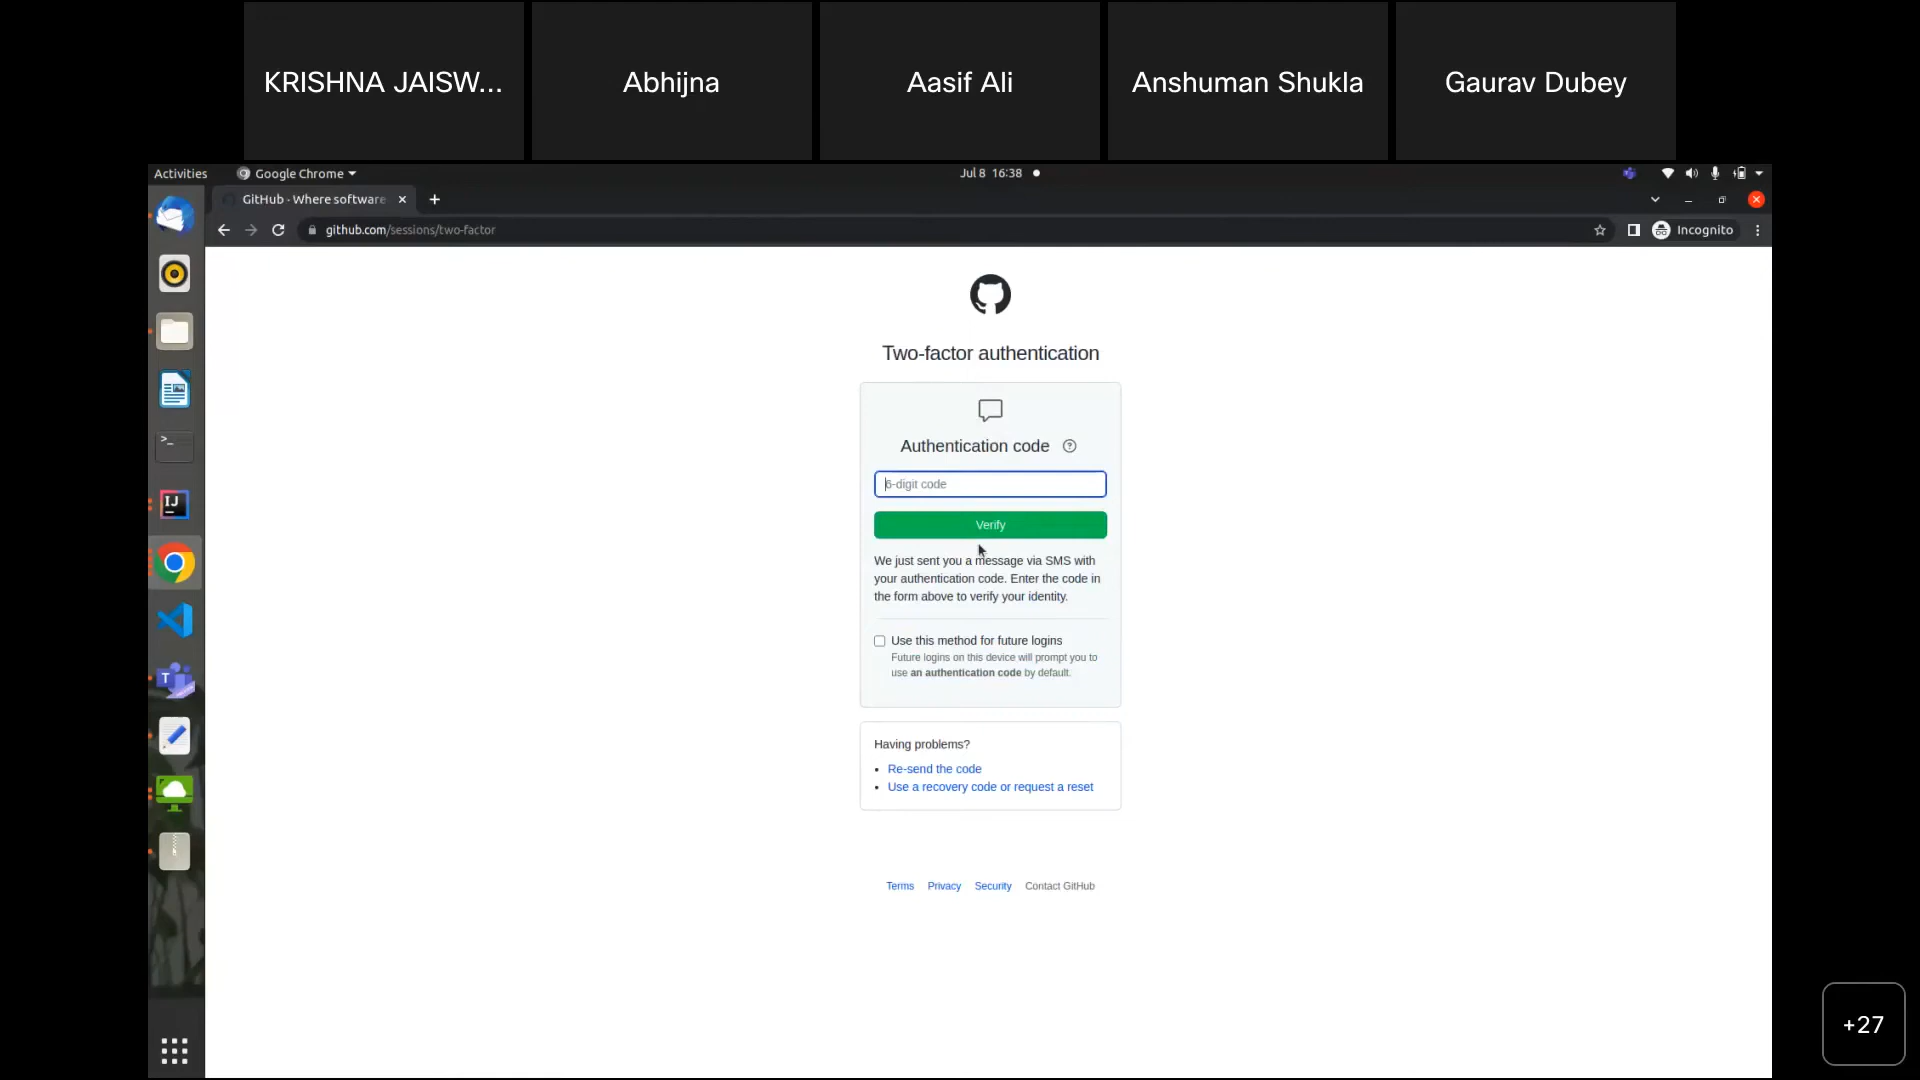 KRISHNA JAISW...
Abhijna
Aasif Ali
Anshuman Shukla
Gaurav Dubey
Activities
Google Chrome
Jul 8 16:38
GitHub · Where software
github.com/sessions/two-factor
Incognito
Two-factor authentication
Authentication code
6-digit code
Verify
We just sent you a message via SMS with
your authentication code. Enter the code in
the form above to verify your identity.
Use this method for future logins
Future logins on this device will prompt you to
use an authentication code by default.
Having problems?
• Re-send the code
• Use a recovery code or request a reset
Terms Privacy Security Contact GitHub
>_
IJ
T
+27